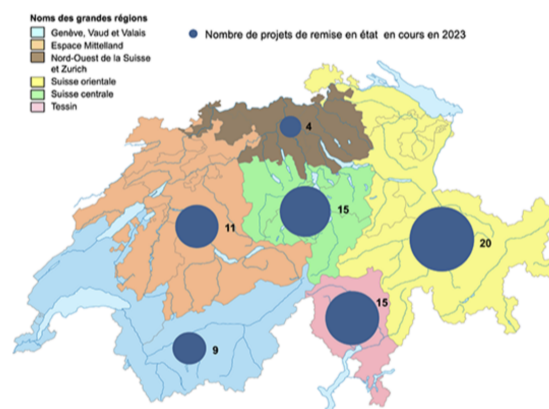 Noms des grandes régions
Genève, Vaud et Valais
Espace Mittelland
Nord-Ouest de la Suisse
et Zurich
Suisse orientale
Suisse centrale
Tessin
Nombre de projets de remise en état en cours en 2023
4
15
11
20
15
9